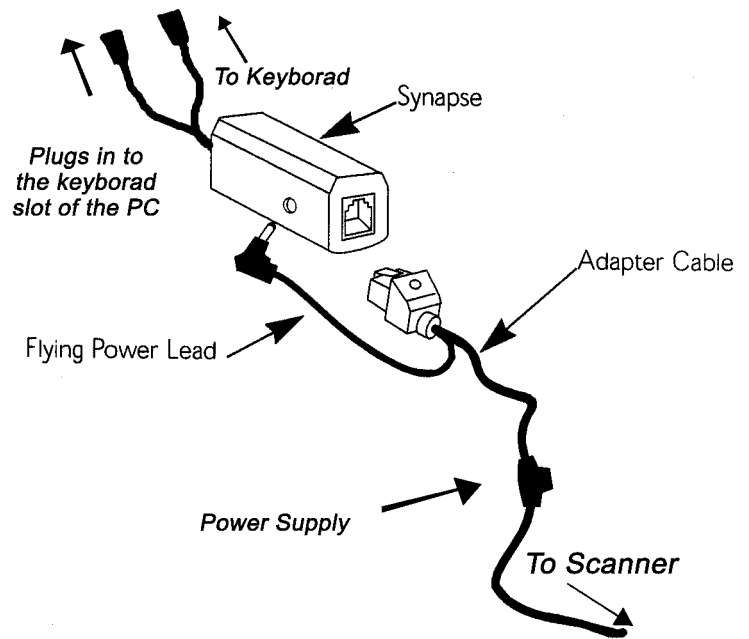 To Keyborad
Synapse
Plugs in to
the keyborad
slot of the PC
Adapter Cable
Flying Power Lead
Power Supply
To Scanner